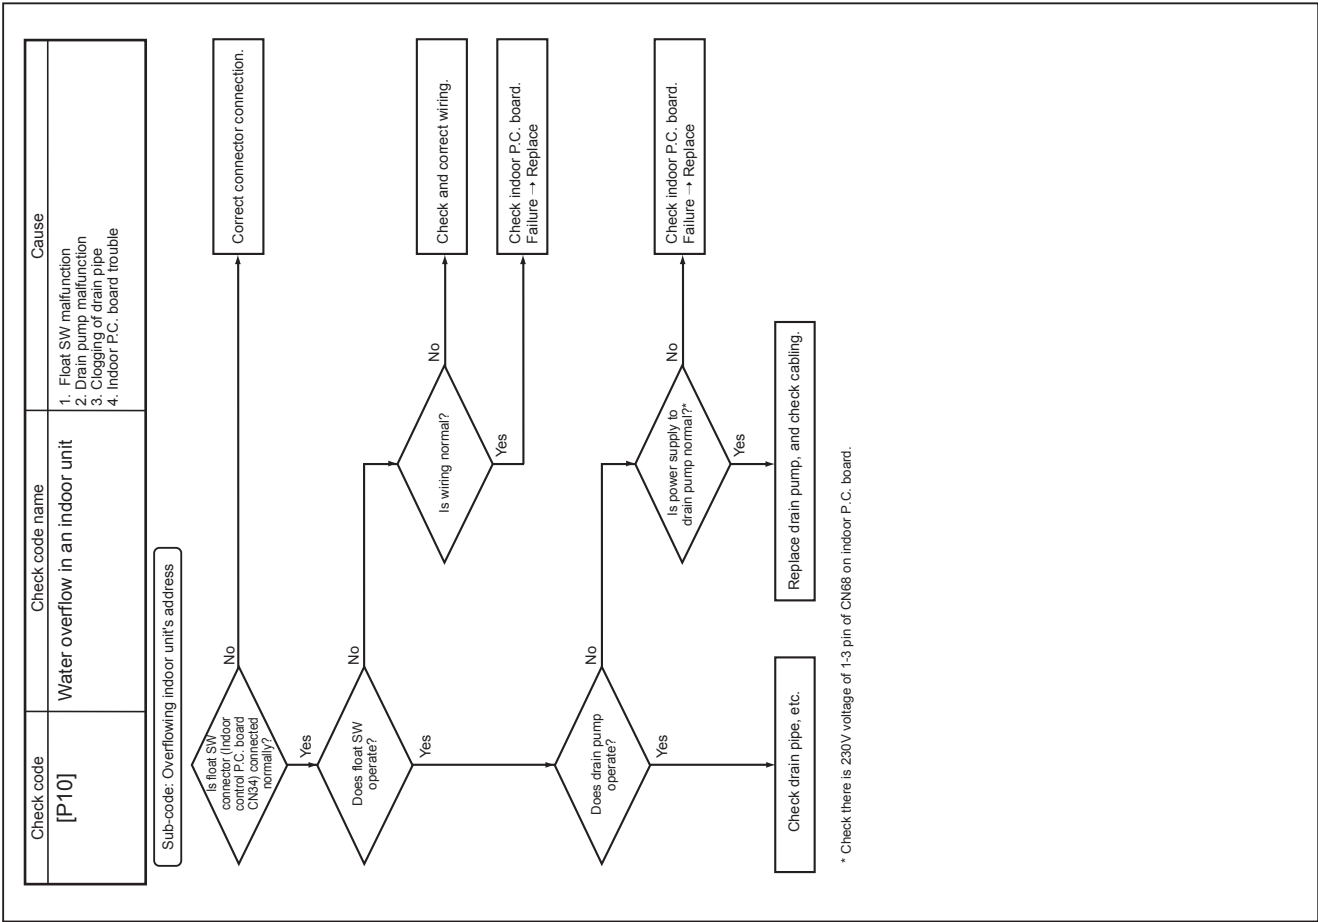 Check code
Check code name
Cause
[P10]
Water overflow in an indoor unit
1. Float SW malfunction
2. Drain pump malfunction
3. Clogging of drain pipe
4. Indoor P.C. board trouble
Sub-code: Overflowing indoor unit's address
Is float SW
connector (Indoor
control P.C. board
CN34) connected
normally?
No
Correct connector connection.
Yes
Does float SW
operate?
No
Is wiring normal?
No
Check and correct wiring.
Yes
Check indoor P.C. board.
Failure → Replace
Yes
Does drain pump
operate?
No
Is power supply to
drain pump normal?*
No
Check indoor P.C. board.
Failure → Replace
Yes
Yes
Check drain pipe, etc.
Replace drain pump, and check cabling.
* Check there is 230V voltage of 1-3 pin of CN68 on indoor P.C. board.